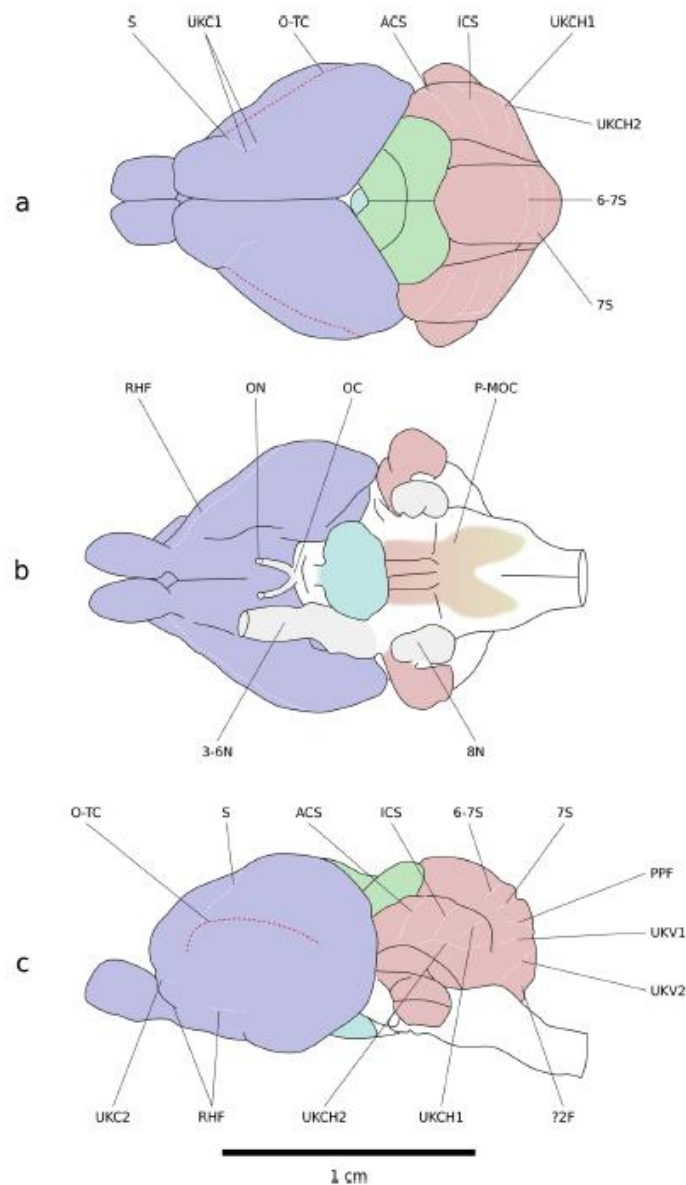 S UKC1 O-TC ACS ICS UKCH1
UKCH2
a
6-7S
7S
RHF ON OC P-MOC
b
3-6N 8N
O-TC S ACS ICS 6-7S 7S
PPF
UKV1
c
UKV2
UKC2 RHF UKCH2 UKCH1 ?2F
1 cm